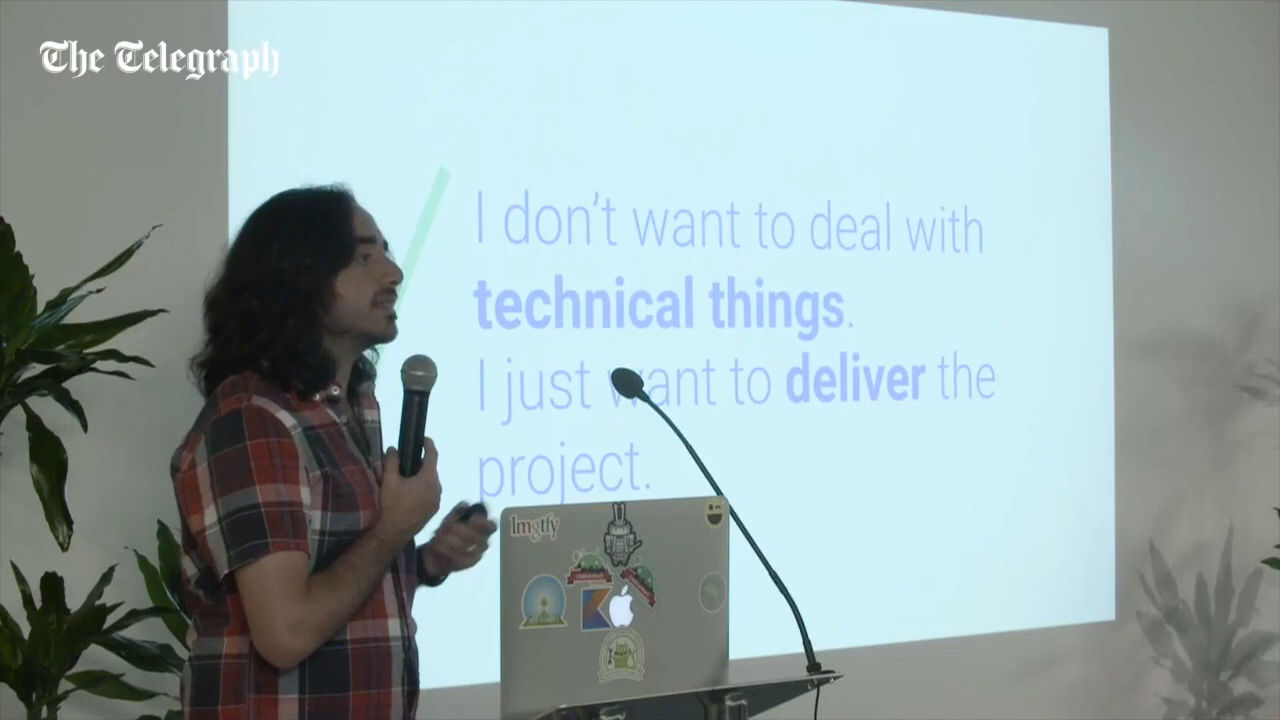 The Telegraph
I don't want to deal with
technical things.
I just want to deliver the
project.
lmgtfy